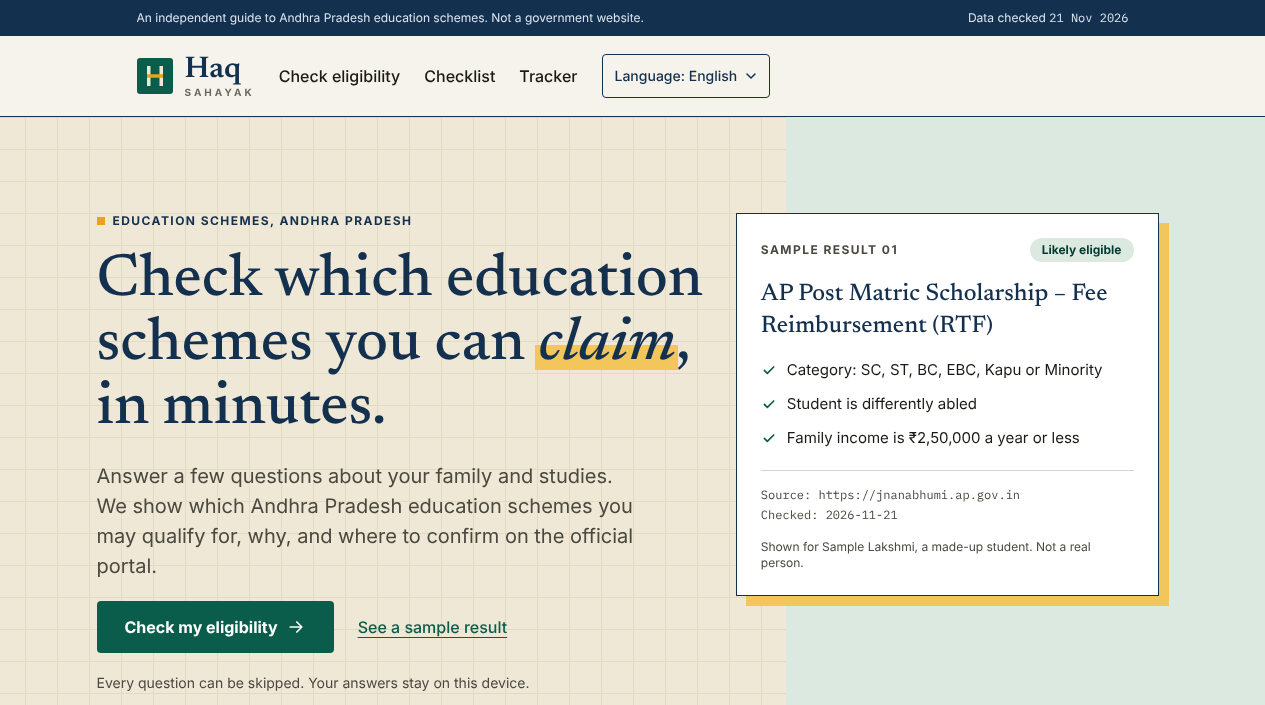 An independent guide to Andhra Pradesh education schemes. Not a government website.
Data checked 21 Nov 2026
H
Haq
SAHAYAK
Check eligibility
Checklist
Tracker
Language: English
EDUCATION SCHEMES, ANDHRA PRADESH
Check which education
schemes you can claim,
in minutes.
Answer a few questions about your family and studies.
We show which Andhra Pradesh education schemes you
may qualify for, why, and where to confirm on the official
portal.
Check my eligibility →
See a sample result
Every question can be skipped. Your answers stay on this device.
SAMPLE RESULT 01
Likely eligible
AP Post Matric Scholarship – Fee
Reimbursement (RTF)
Category: SC, ST, BC, EBC, Kapu or Minority
Student is differently abled
Family income is ₹2,50,000 a year or less
Source: https://jnanabhumi.ap.gov.in
Checked: 2026-11-21
Shown for Sample Lakshmi, a made-up student. Not a real
person.